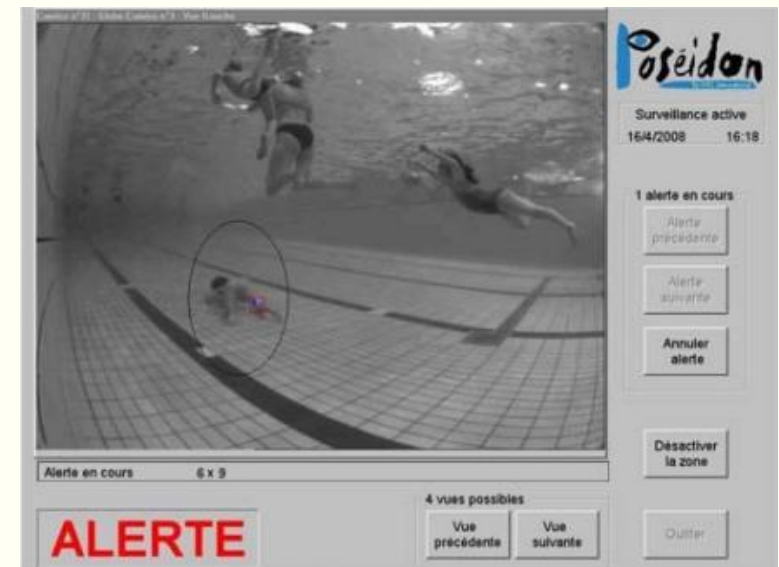 Poséidon
Surveillance active
16/4/2008 16:18
1 alerte en cours
Alerte
précédente
Alerte
suivante
Annuler
alerte
Désactiver
la zone
Alerte en cours 6 x 9
4 vues possibles
Vue
précédente
Vue
suivante
Quitter
ALERTE